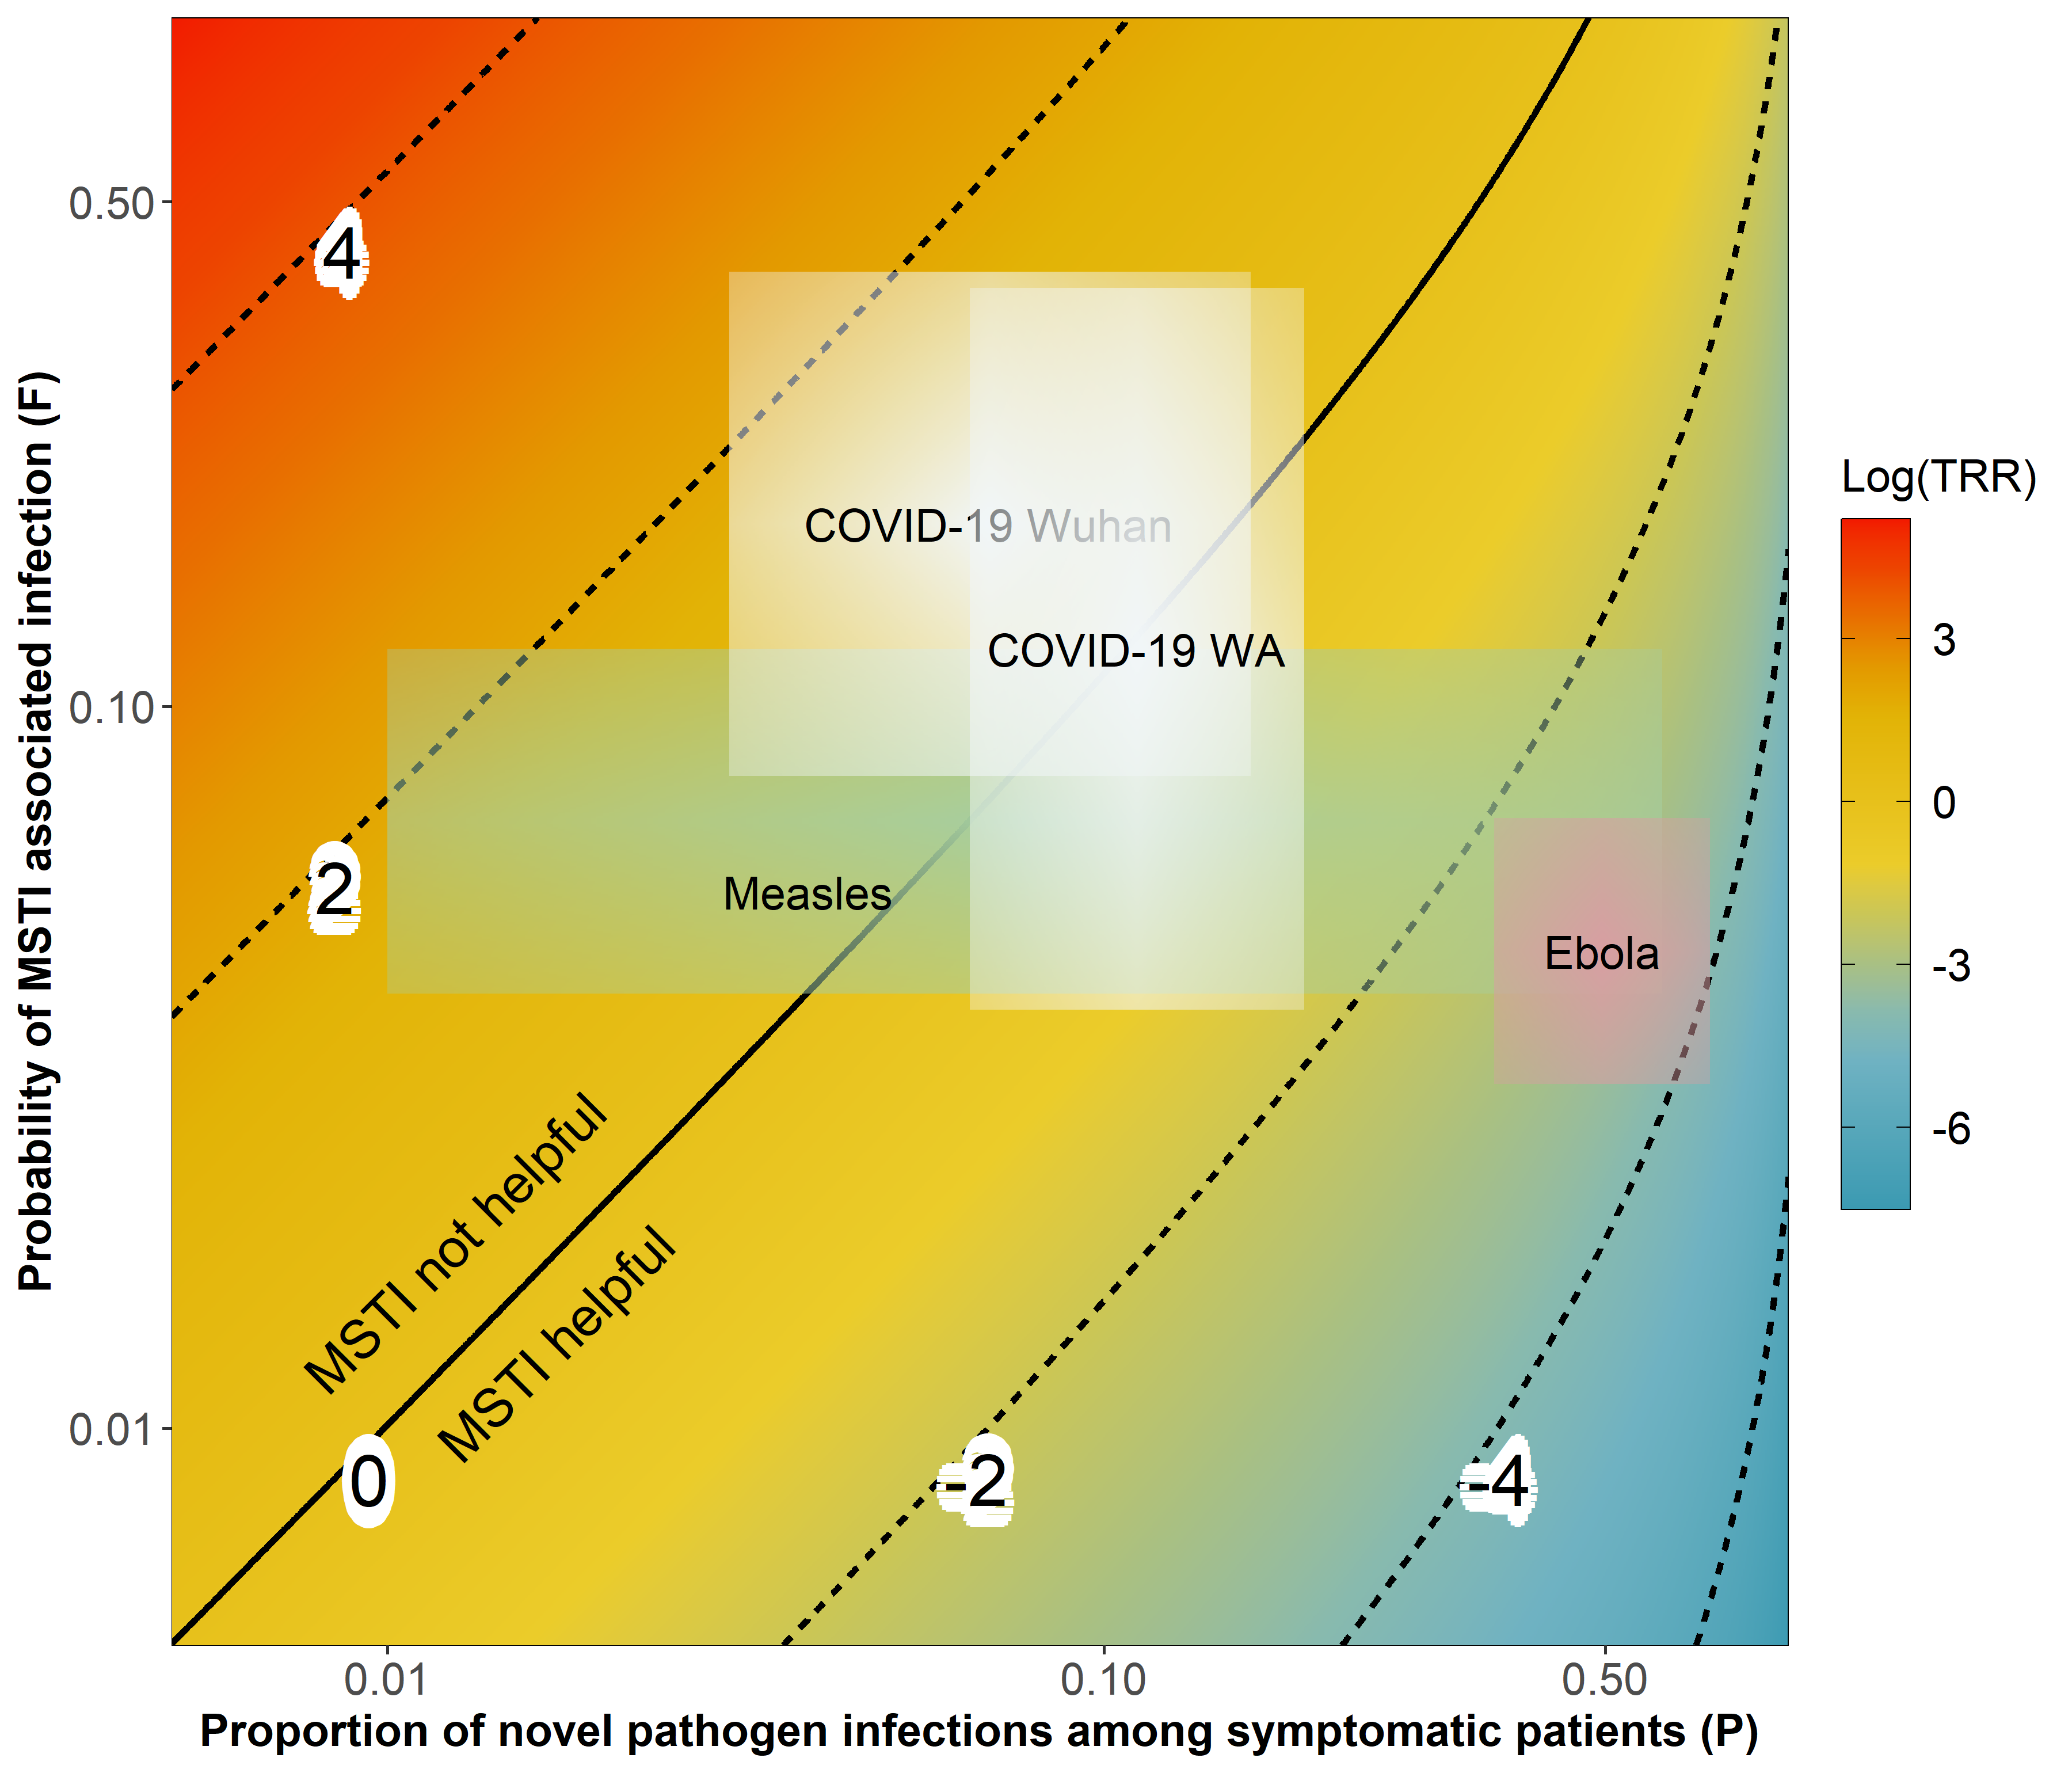 0.50
0.10
0.01
Probability of MSTI associated infection (F)
4
2
0
-2
-4
COVID-19 Wuhan
COVID-19 WA
Measles
Ebola
MSTI not helpful
MSTI helpful
0.01
0.10
0.50
Proportion of novel pathogen infections among symptomatic patients (P)
Log(TRR)
3
0
-3
-6